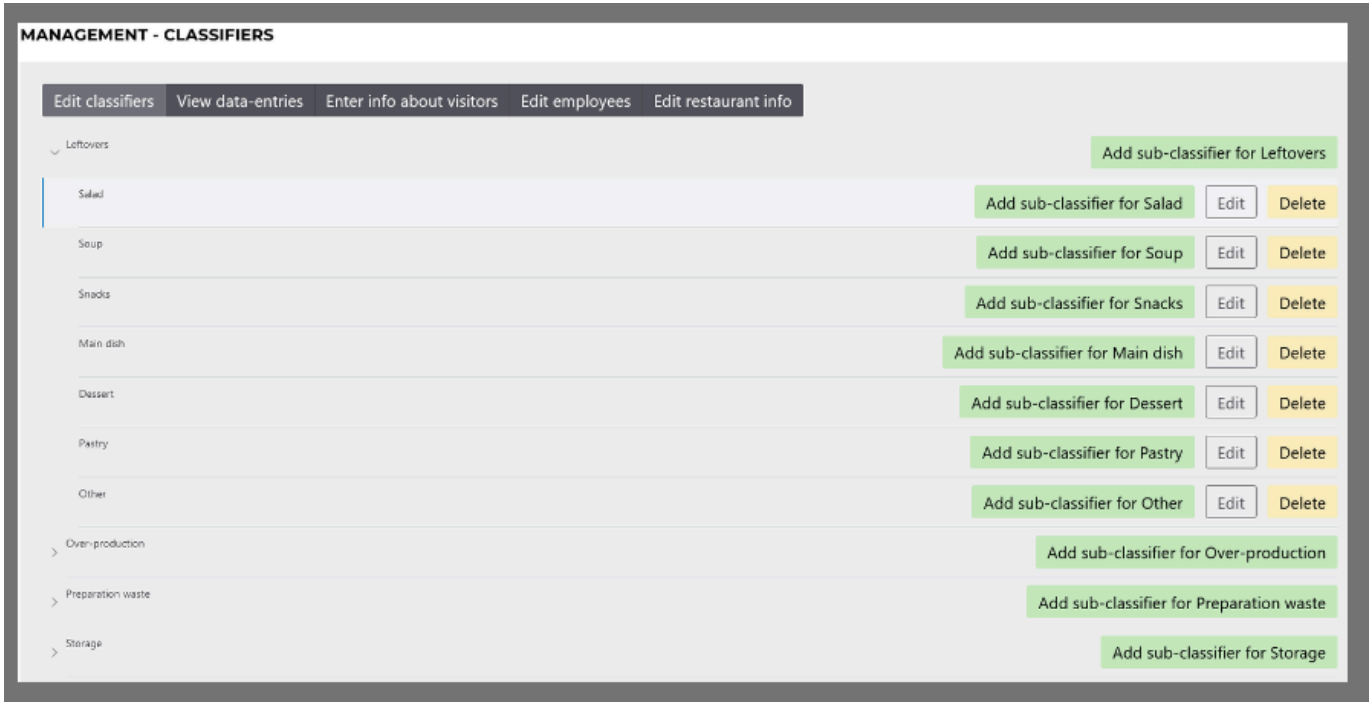 MANAGEMENT - CLASSIFIERS
Edit classifiers View data-entries Enter info about visitors Edit employees Edit restaurant info
Leftovers Add sub-classifier for Leftovers
Salad Add sub-classifier for Salad Edit Delete
Soup Add sub-classifier for Soup Edit Delete
Snacks Add sub-classifier for Snacks Edit Delete
Main dish Add sub-classifier for Main dish Edit Delete
Dessert Add sub-classifier for Dessert Edit Delete
Pastry Add sub-classifier for Pastry Edit Delete
Other Add sub-classifier for Other Edit Delete
Over-production Add sub-classifier for Over-production
Preparation waste Add sub-classifier for Preparation waste
Storage Add sub-classifier for Storage